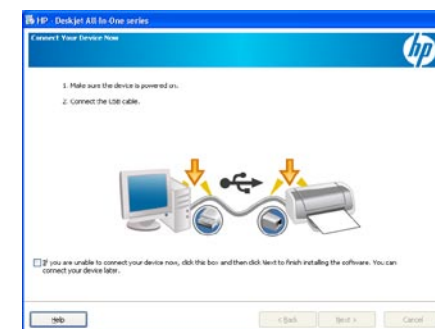 HP - Deskjet All-In-One series
Connect Your Device Now
hp
1. Make sure the device is powered on.
2. Connect the USB cable.
If you are unable to connect your device now, click this box and then click Next to finish installing the software. You can
connect your device later.
Help
< Back
Next >
Cancel